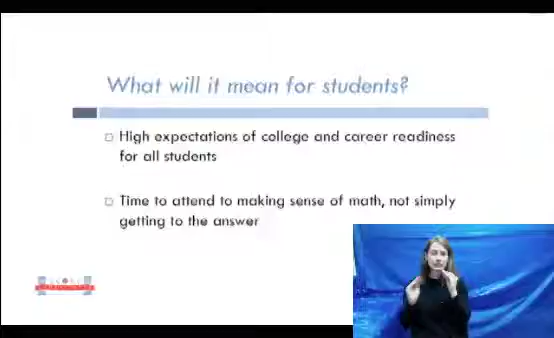 What will it mean for students?
High expectations of college and career readiness
for all students
Time to attend to making sense of math, not simply
getting to the answer